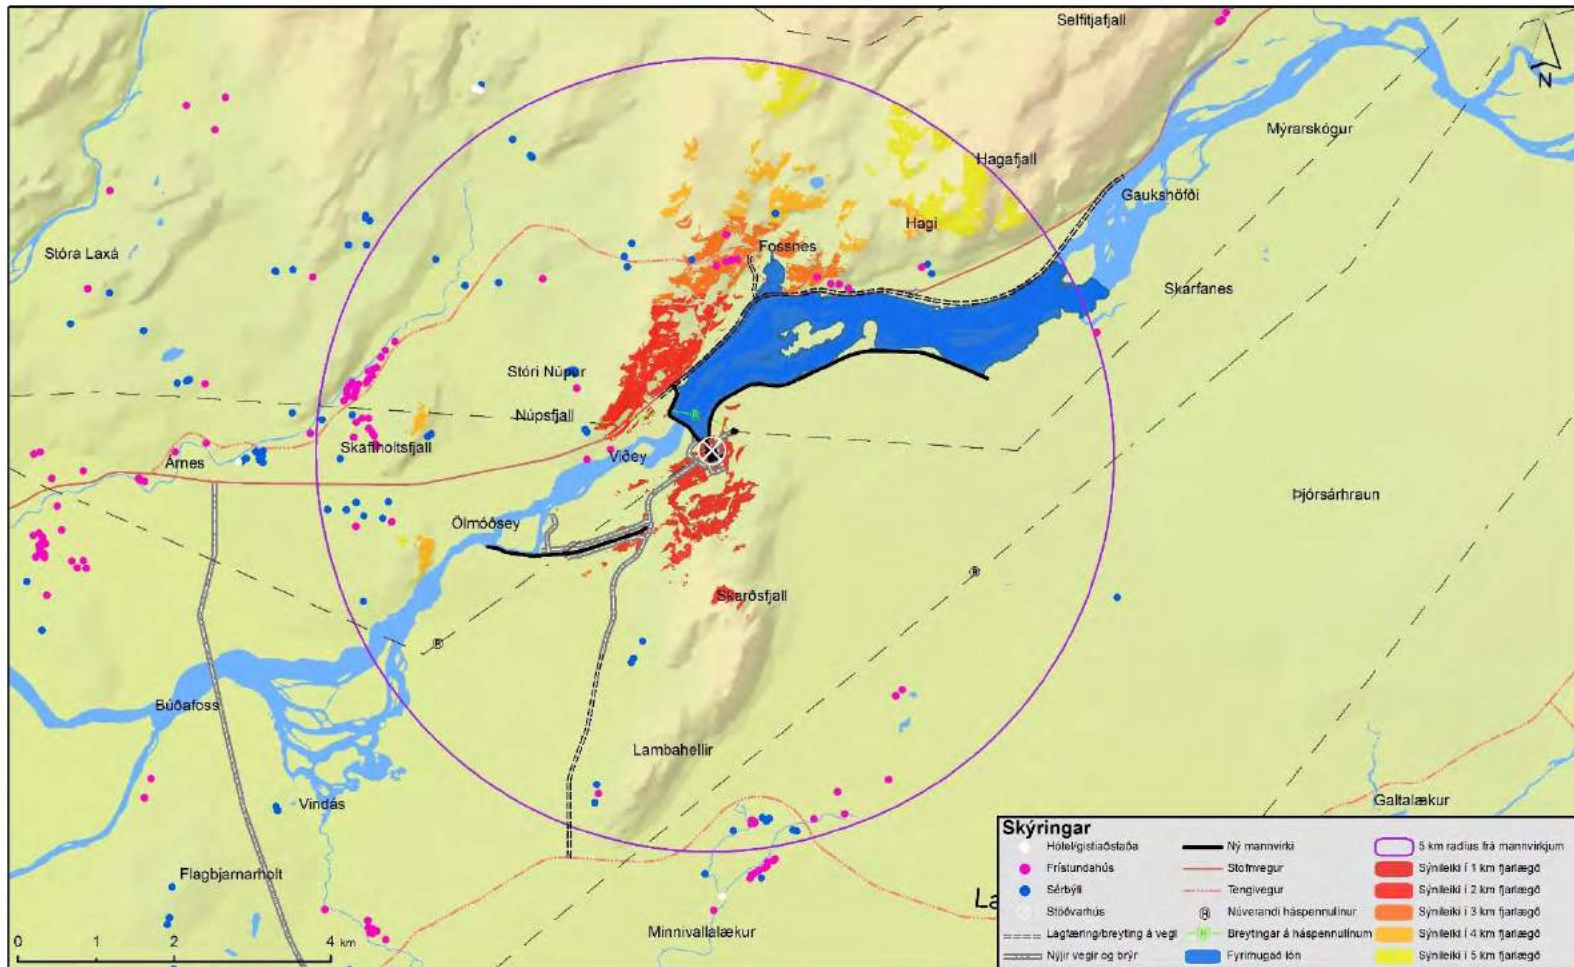 Selfitjafjall
N
Mýrarskógur
Hagafjall
Gaukshöfði
Hagi
Fossnes
Stóra Laxá
Skarfanes
Stóri Núpur
Núpsfjall
Skaftholtsfjall
Árnes
Viðey
Þjórsárhraun
Ölmóðsey
Skarðsfjall
Búðafoss
Lambahellir
Vindás
Galtalækur
Flagbjarnarholt
Minnivallalækur
La
0 1 2 4 km
Skýringar
Hótel/gistiaðstaða
Frístundahús
Sérbýli
Stöðvarhús
Lagfæring/breyting á vegi
Nýjir vegir og brýr
Ný mannvirki
Stofnvegur
Tengivegur
Núverandi háspennulínur
Breytingar á háspennulínum
Fyrirhugað lón
5 km radíus frá mannvirkjum
Sýnileiki í 1 km fjarlægð
Sýnileiki í 2 km fjarlægð
Sýnileiki í 3 km fjarlægð
Sýnileiki í 4 km fjarlægð
Sýnileiki í 5 km fjarlægð